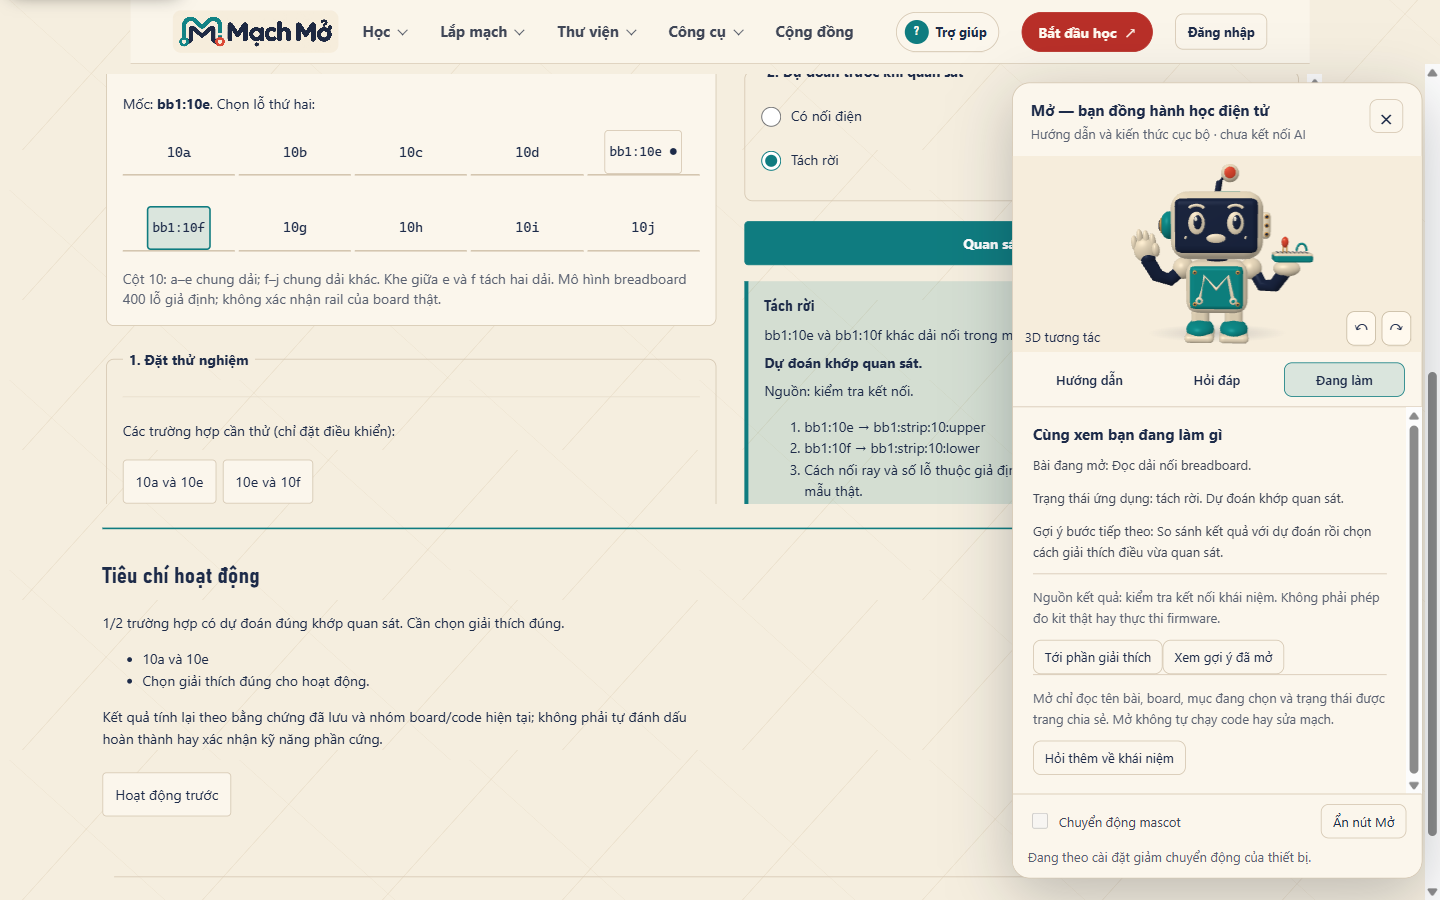 Mạch Mở
Học
Lắp mạch
Thư viện
Công cụ
Cộng đồng
? Trợ giúp
Bắt đầu học ↗
Đăng nhập
Mốc: bb1:10e. Chọn lỗ thứ hai:
10a
10b
10c
10d
bb1:10e ●
bb1:10f
10g
10h
10i
10j
Cột 10: a–e chung dải; f–j chung dải khác. Khe giữa e và f tách hai dải. Mô hình breadboard
400 lỗ giả định; không xác nhận rail của board thật.
1. Đặt thử nghiệm
Các trường hợp cần thử (chỉ đặt điều khiển):
10a và 10e
10e và 10f
2. Dự đoán trước khi quan sát
Có nối điện
Tách rời
Quan sá
Tách rời
bb1:10e và bb1:10f khác dải nối trong m
Dự đoán khớp quan sát.
Nguồn: kiểm tra kết nối.
1. bb1:10e → bb1:strip:10:upper
2. bb1:10f → bb1:strip:10:lower
3. Cách nối ray và số lỗ thuộc giả địn
mẫu thật.
Tiêu chí hoạt động
1/2 trường hợp có dự đoán đúng khớp quan sát. Cần chọn giải thích đúng.
• 10a và 10e
• Chọn giải thích đúng cho hoạt động.
Kết quả tính lại theo bằng chứng đã lưu và nhóm board/code hiện tại; không phải tự đánh dấu
hoàn thành hay xác nhận kỹ năng phần cứng.
Hoạt động trước
Mở — bạn đồng hành học điện tử
Hướng dẫn và kiến thức cục bộ · chưa kết nối AI
3D tương tác
Hướng dẫn
Hỏi đáp
Đang làm
Cùng xem bạn đang làm gì
Bài đang mở: Đọc dải nối breadboard.
Trạng thái ứng dụng: tách rời. Dự đoán khớp quan sát.
Gợi ý bước tiếp theo: So sánh kết quả với dự đoán rồi chọn
cách giải thích điều vừa quan sát.
Nguồn kết quả: kiểm tra kết nối khái niệm. Không phải phép
đo kit thật hay thực thi firmware.
Tới phần giải thích
Xem gợi ý đã mở
Mở chỉ đọc tên bài, board, mục đang chọn và trạng thái được
trang chia sẻ. Mở không tự chạy code hay sửa mạch.
Hỏi thêm về khái niệm
Chuyển động mascot
Ẩn nút Mở
Đang theo cài đặt giảm chuyển động của thiết bị.